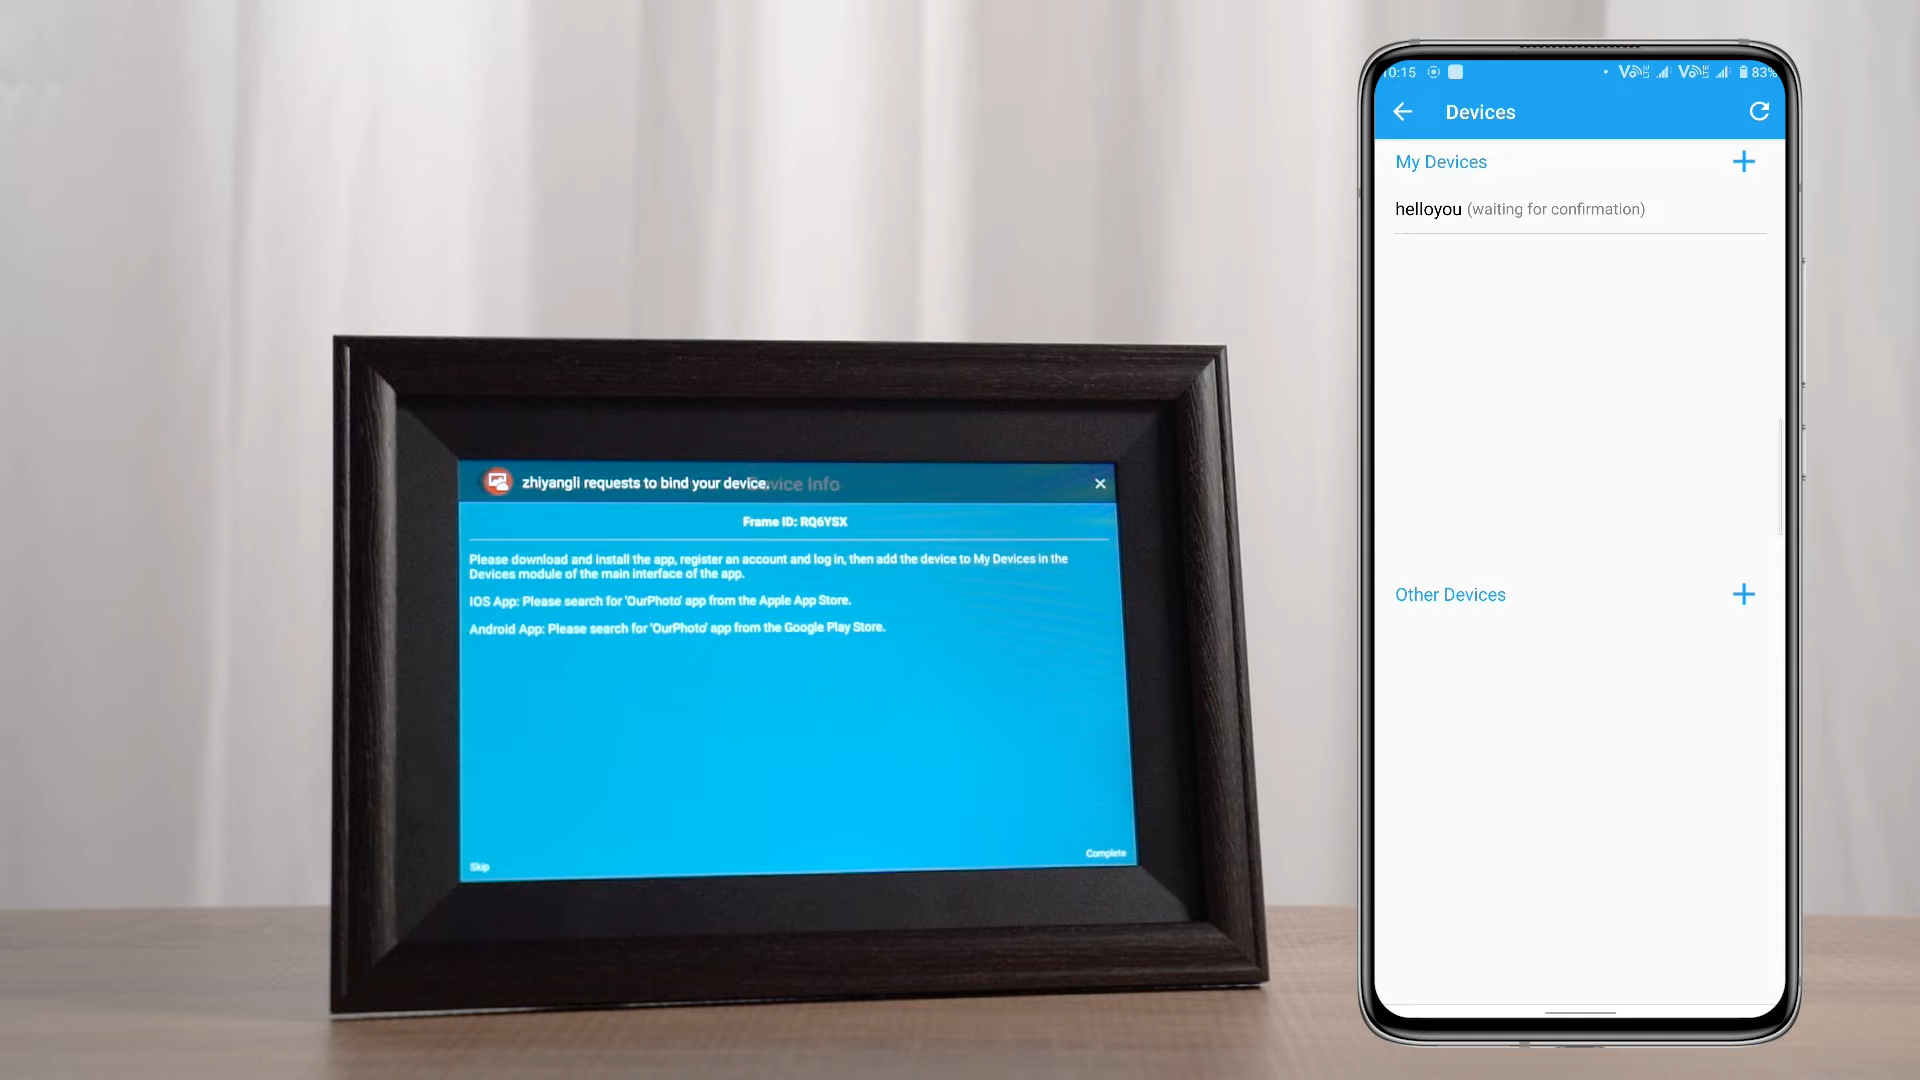 zhiyangli requests to bind your device.
vice Info
Frame ID: RQ6YSX
Please download and install the app, register an account and log in, then add the device to My Devices in the
Devices module of the main interface of the app.
IOS App: Please search for 'OurPhoto' app from the Apple App Store.
Android App: Please search for 'OurPhoto' app from the Google Play Store.
Skip
Complete
10:15
83%
Devices
My Devices
helloyou (waiting for confirmation)
Other Devices